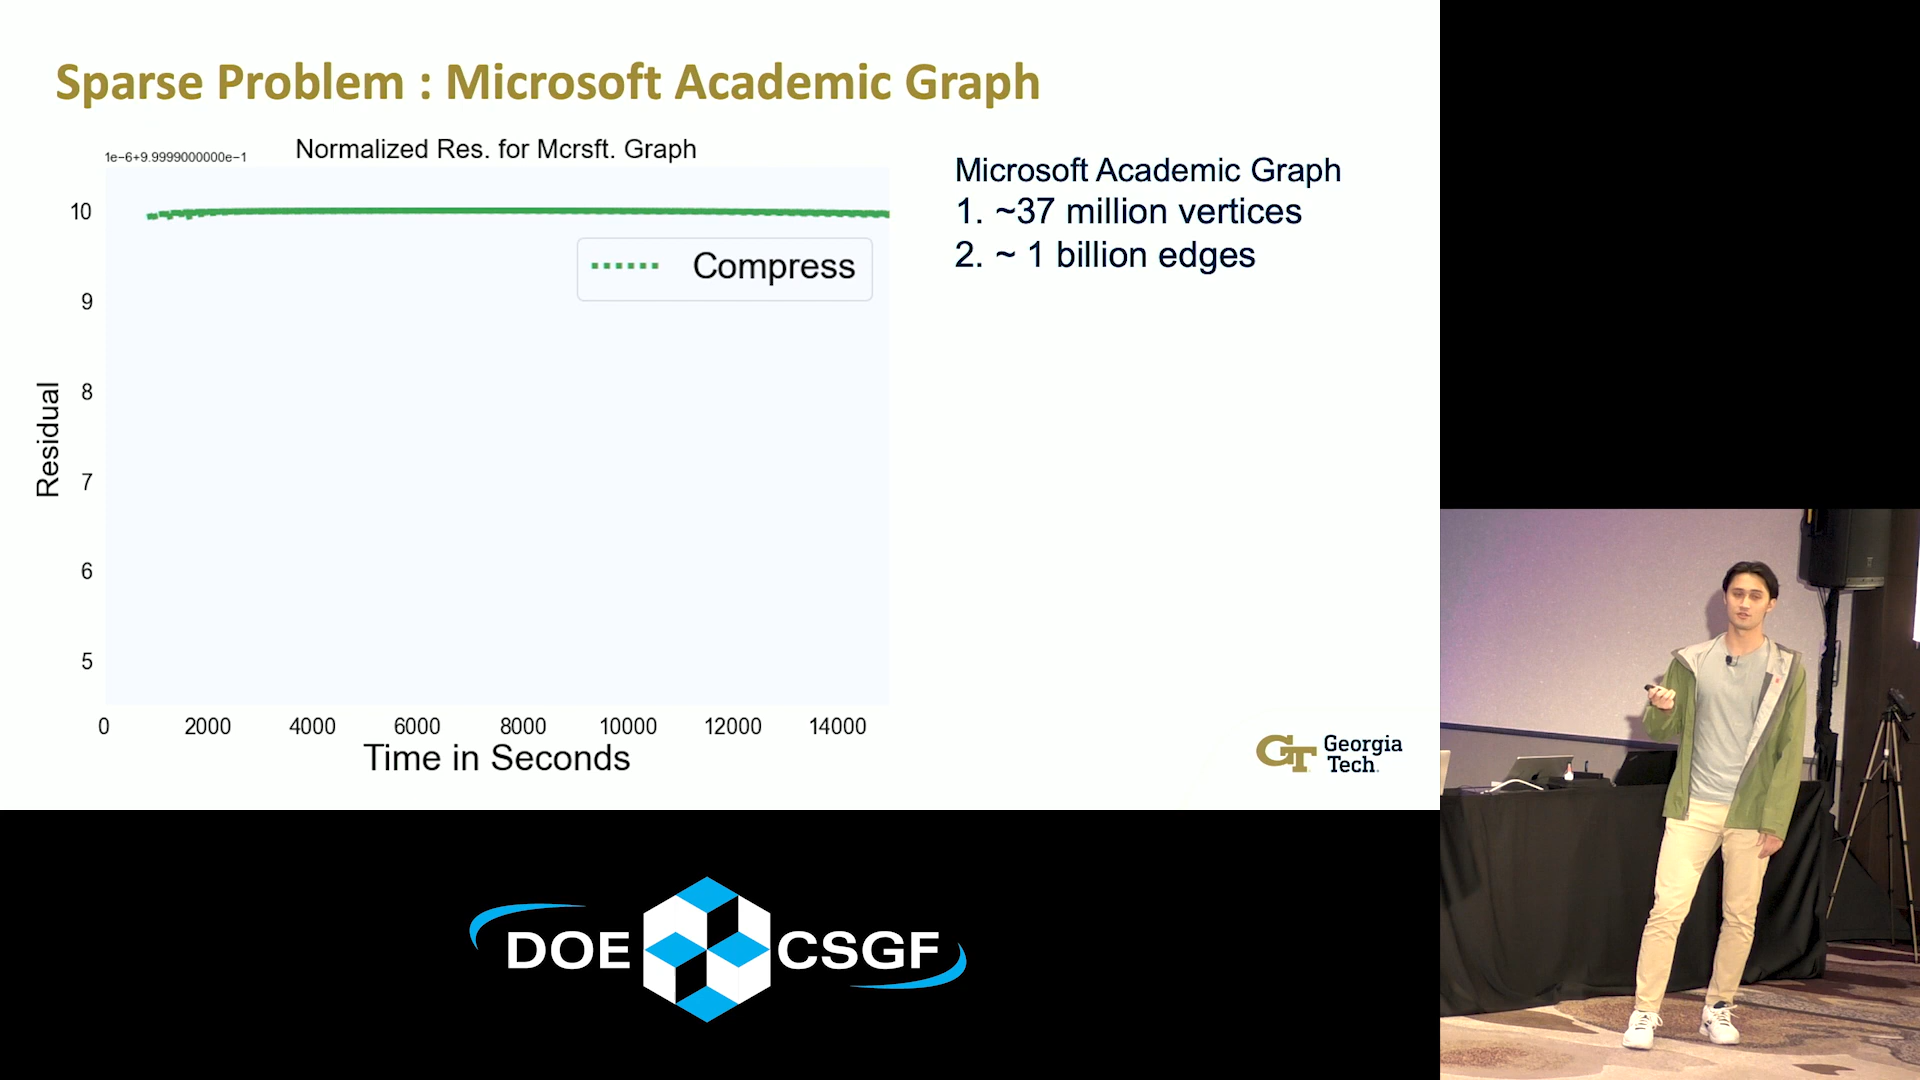 Sparse Problem : Microsoft Academic Graph
Normalized Res. for Mcrsft. Graph
1e−6+9.9999000000e−1
10
9
8
7
6
5
Residual
Compress
0 2000 4000 6000 8000 10000 12000 14000
Time in Seconds
Microsoft Academic Graph
1. ~37 million vertices
2. ~ 1 billion edges
GT Georgia
Tech
DOE CSGF